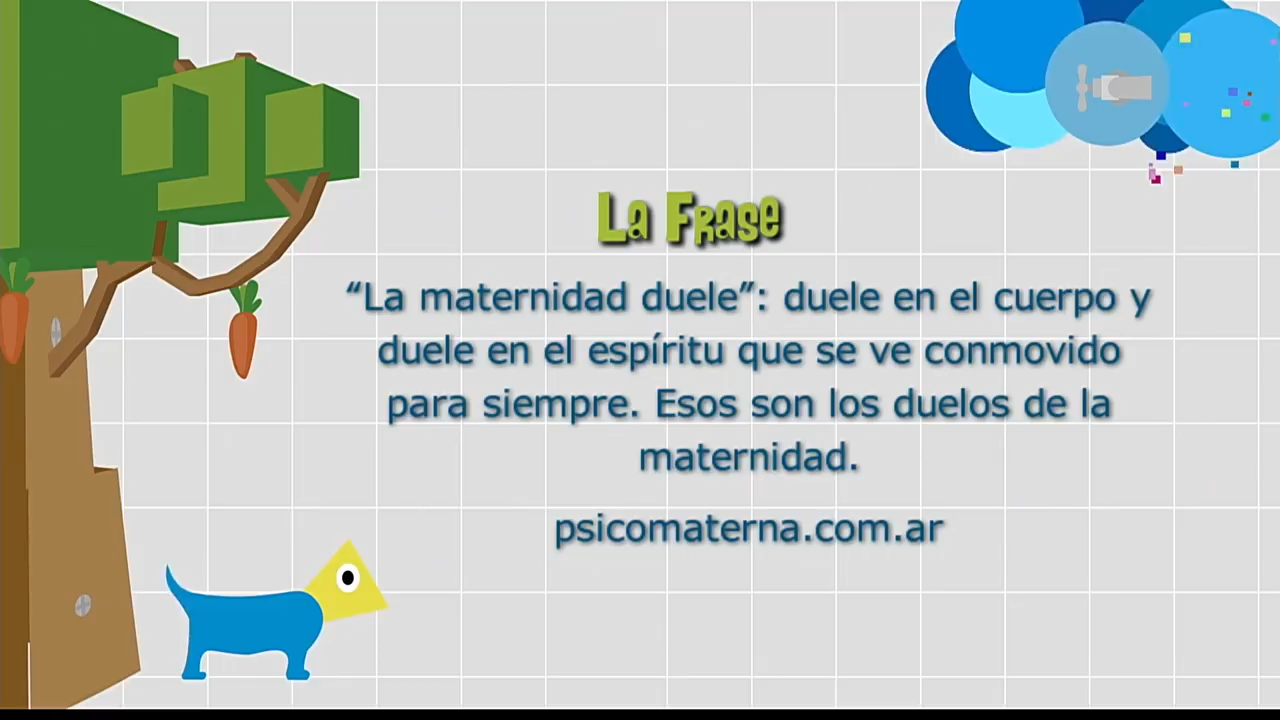 La Frase
“La maternidad duele”: duele en el cuerpo y
duele en el espíritu que se ve conmovido
para siempre. Esos son los duelos de la
maternidad.
psicomaterna.com.ar